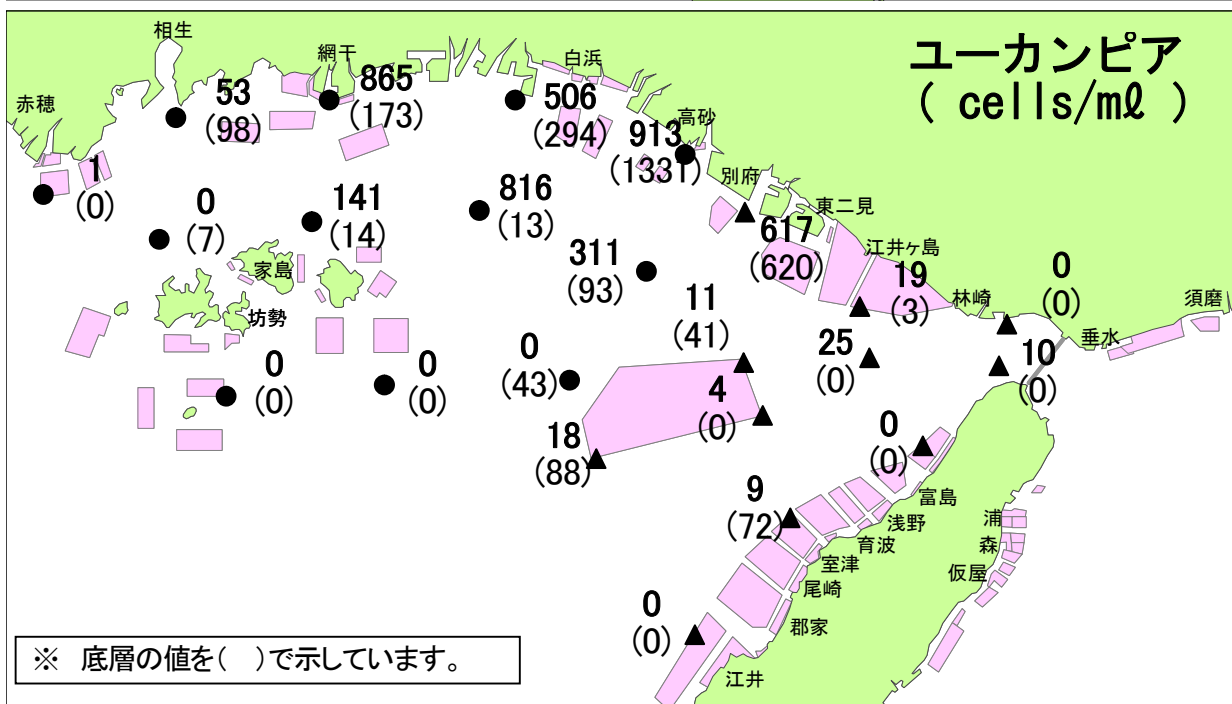 ユーカンピア
( cells/mℓ )
相生
網干
白浜
赤穂
高砂
別府
東二見
江井ヶ島
林崎
須磨
垂水
家島
坊勢
53
(98)
865
(173)
506
(294)
913
(1331)
1
(0)
0
(7)
141
(14)
816
(13)
617
(620)
311
(93)
19
(3)
0
(0)
11
(41)
25
(0)
10
(0)
0
(0)
0
(0)
0
(43)
4
(0)
18
(88)
0
(0)
9
(72)
0
(0)
富島
浅野
育波
室津
尾崎
郡家
江井
浦
森
仮屋
※ 底層の値を( )で示しています。